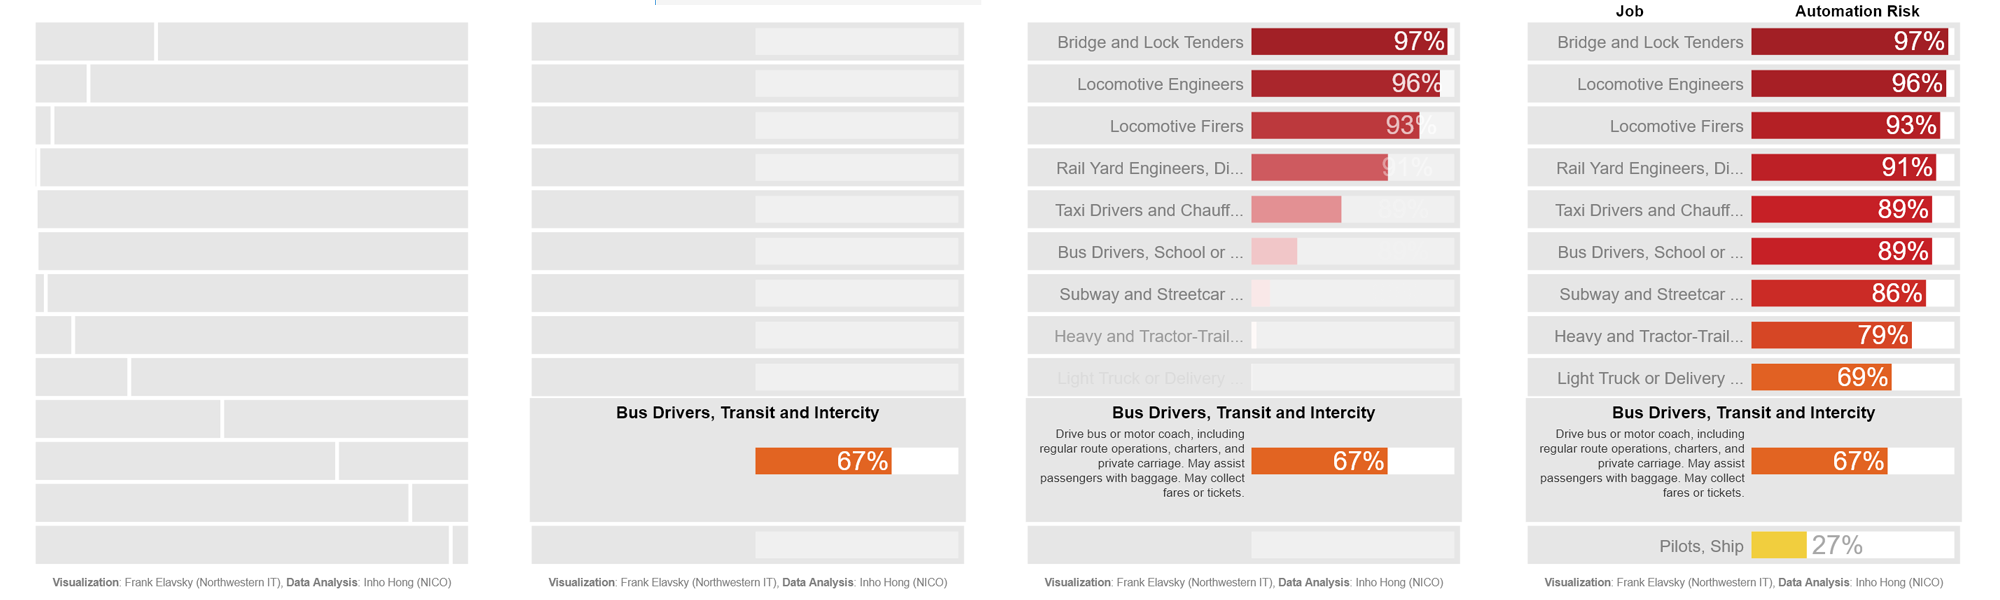 Visualization: Frank Elavsky (Northwestern IT), Data Analysis: Inho Hong (NICO)
Bus Drivers, Transit and Intercity
67%
Visualization: Frank Elavsky (Northwestern IT), Data Analysis: Inho Hong (NICO)
Bridge and Lock Tenders 97%
Locomotive Engineers 96%
Locomotive Firers 93%
Rail Yard Engineers, Di... 91%
Taxi Drivers and Chauff...
Bus Drivers, School or ...
Subway and Streetcar ...
Heavy and Tractor-Trail...
Light Truck or Delivery ...
Bus Drivers, Transit and Intercity
Drive bus or motor coach, including
regular route operations, charters, and
private carriage. May assist
passengers with baggage. May collect
fares or tickets.
67%
Visualization: Frank Elavsky (Northwestern IT), Data Analysis: Inho Hong (NICO)
Job Automation Risk
Bridge and Lock Tenders 97%
Locomotive Engineers 96%
Locomotive Firers 93%
Rail Yard Engineers, Di... 91%
Taxi Drivers and Chauff... 89%
Bus Drivers, School or ... 89%
Subway and Streetcar ... 86%
Heavy and Tractor-Trail... 79%
Light Truck or Delivery ... 69%
Bus Drivers, Transit and Intercity
Drive bus or motor coach, including
regular route operations, charters, and
private carriage. May assist
passengers with baggage. May collect
fares or tickets.
67%
Pilots, Ship 27%
Visualization: Frank Elavsky (Northwestern IT), Data Analysis: Inho Hong (NICO)